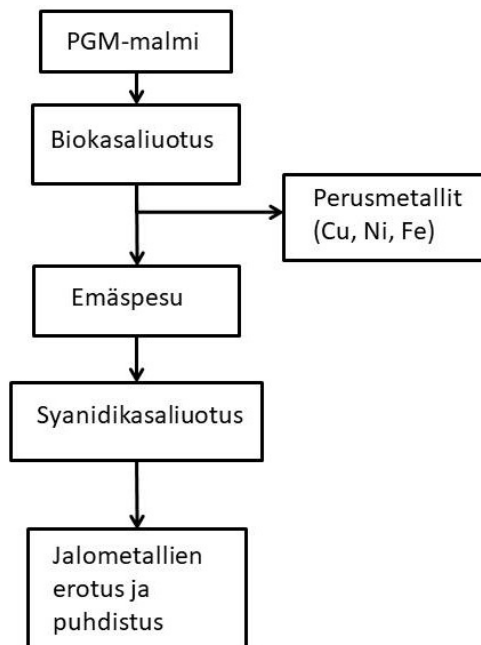 PGM-malmi
Biokasaliuotus
Perusmetallit
(Cu, Ni, Fe)
Emäspesu
Syanidikasaliuotus
Jalometallien
erotus ja
puhdistus